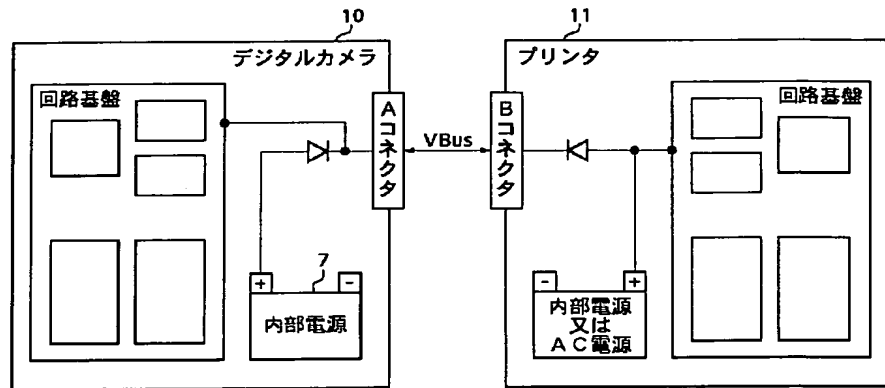 10
デジタルカメラ
回路基盤
Aコネクタ
7
+
-
内部電源
VBus
11
プリンタ
回路基盤
Bコネクタ
-
+
内部電源
又は
AC電源